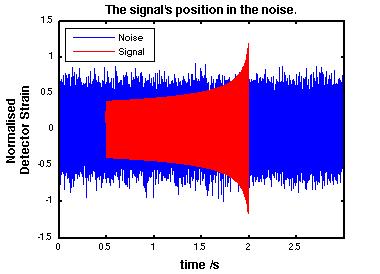 The signal's position in the noise.
1.5
Noise
Signal
1
0.5
0
-0.5
-1
-1.5
Normalised
Detector Strain
0
0.5
1
1.5
2
2.5
time /s